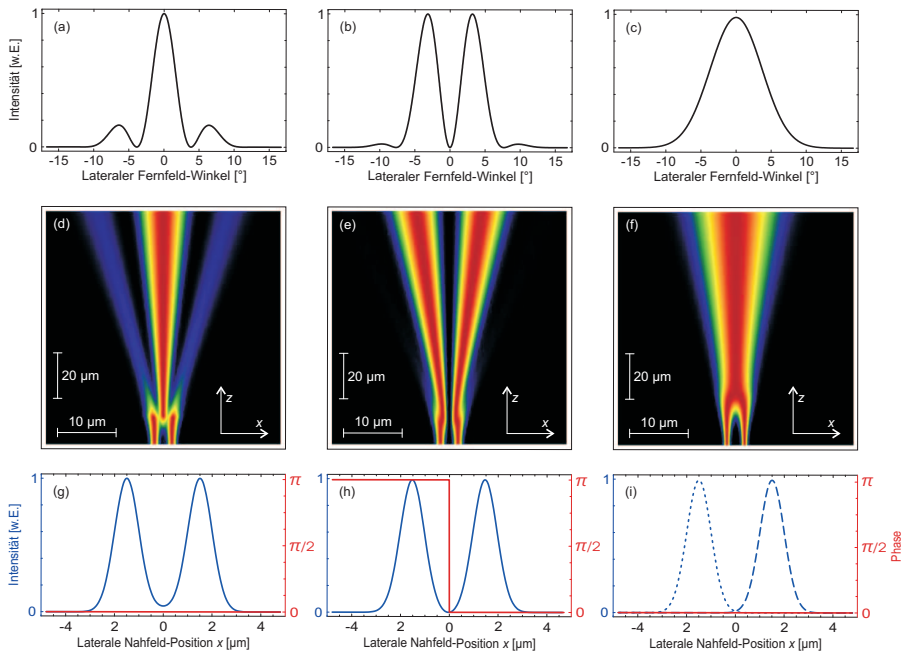 (a) (b) (c)
Intensität [w.E.]
1 1 1
0 0 0
-15 -10 -5 0 5 10 15 -15 -10 -5 0 5 10 15 -15 -10 -5 0 5 10 15
Lateraler Fernfeld-Winkel [°] Lateraler Fernfeld-Winkel [°] Lateraler Fernfeld-Winkel [°]
(d) (e) (f)
20 µm 20 µm 20 µm
z z z
10 µm x 10 µm x 10 µm x
(g) (h) (i)
1 π 1 π 1 π
Intensität [w.E.] π/2 π/2 π/2 Phase
0 0 0 0 0 0
-4 -2 0 2 4 -4 -2 0 2 4 -4 -2 0 2 4
Laterale Nahfeld-Position x [µm] Laterale Nahfeld-Position x [µm] Laterale Nahfeld-Position x [µm]